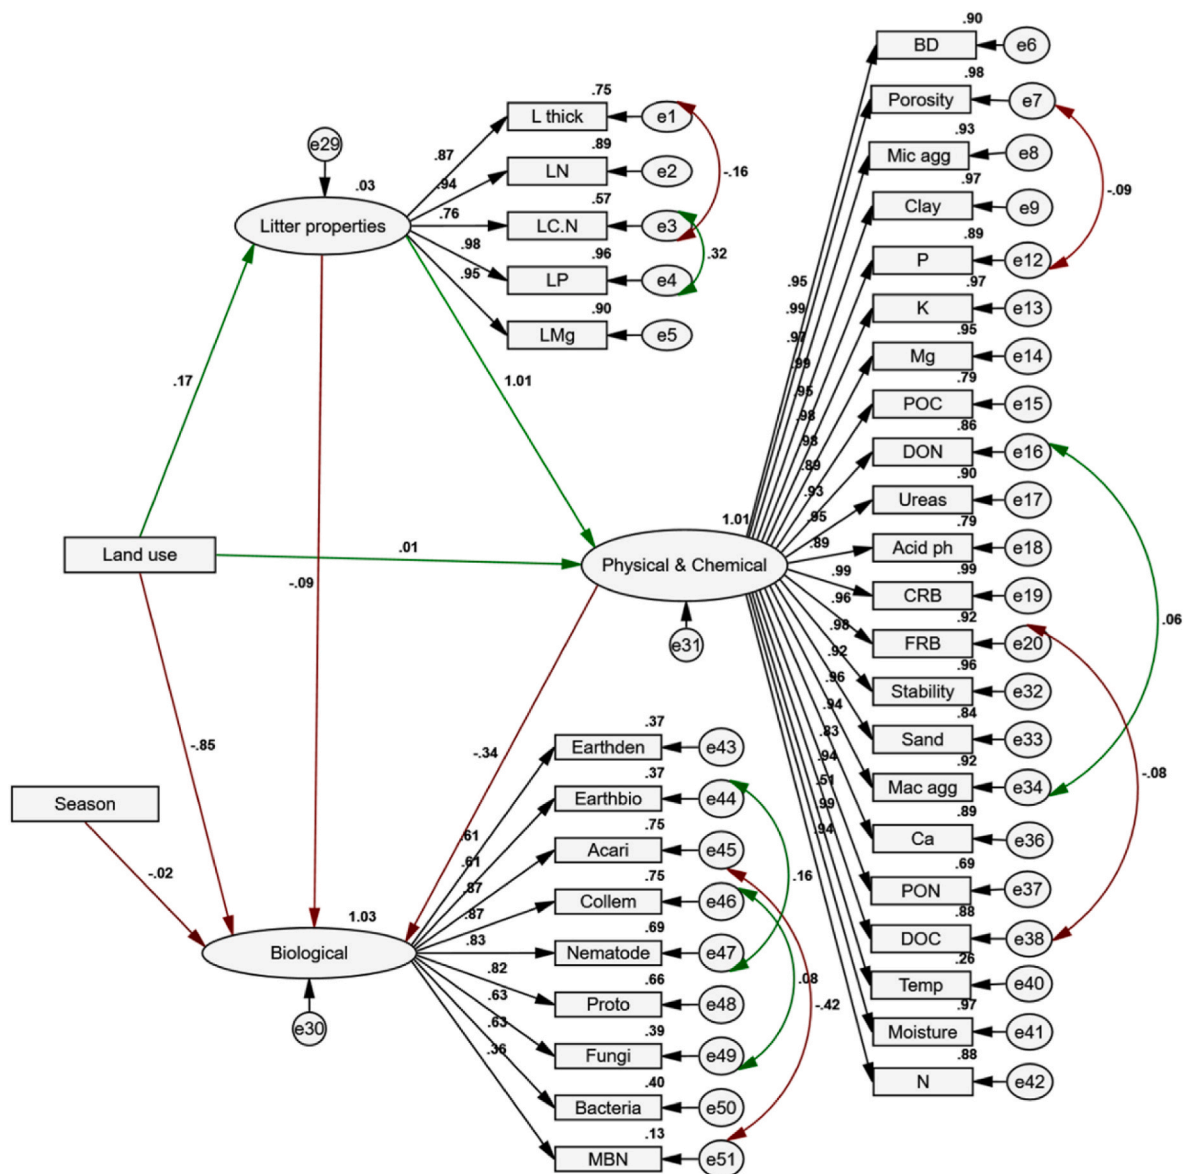 .90
BD
e6
.98
Porosity
e7
.93
Mic agg
e8
-.09
.97
Clay
e9
.89
P
e12
.97
K
e13
.95
Mg
e14
.79
POC
e15
.86
DON
e16
.90
Ureas
e17
.79
Acid ph
e18
.99
CRB
e19
.92
FRB
e20
.96
Stability
e32
.84
Sand
e33
.92
Mac agg
e34
.89
Ca
e36
.69
PON
e37
.88
DOC
e38
.26
Temp
e40
.97
Moisture
e41
.88
N
e42
.06
-.08
.75
L thick
e1
.89
LN
e2
-.16
.57
LC.N
e3
.32
.96
LP
e4
.90
LMg
e5
e29
.03
Litter properties
.87
.94
.76
.98
.95
.17
1.01
Land use
.01
-.09
-.85
Season
-.02
1.01
Physical & Chemical
e31
-.34
.95
.99
.97
.99
.95
.98
.98
.89
.93
.95
.89
.99
.96
.98
.92
.96
.94
.83
.94
.51
.99
.94
1.03
Biological
e30
.61
.61
.87
.87
.83
.82
.63
.63
.36
.37
Earthden
e43
.37
Earthbio
e44
.75
Acari
e45
.75
Collem
e46
.69
Nematode
e47
.66
Proto
e48
.39
Fungi
e49
.40
Bacteria
e50
.13
MBN
e51
.16
.08
-.42